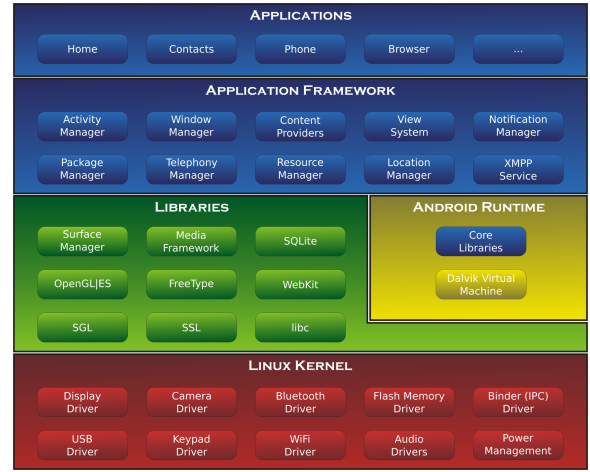 APPLICATIONS
Home
Contacts
Phone
Browser
...
APPLICATION FRAMEWORK
Activity
Manager
Window
Manager
Content
Providers
View
System
Notification
Manager
Package
Manager
Telephony
Manager
Resource
Manager
Location
Manager
XMPP
Service
LIBRARIES
Surface
Manager
Media
Framework
SQLite
OpenGL|ES
FreeType
WebKit
SGL
SSL
libc
ANDROID RUNTIME
Core
Libraries
Dalvik Virtual
Machine
LINUX KERNEL
Display
Driver
Camera
Driver
Bluetooth
Driver
Flash Memory
Driver
Binder (IPC)
Driver
USB
Driver
Keypad
Driver
WiFi
Driver
Audio
Drivers
Power
Management